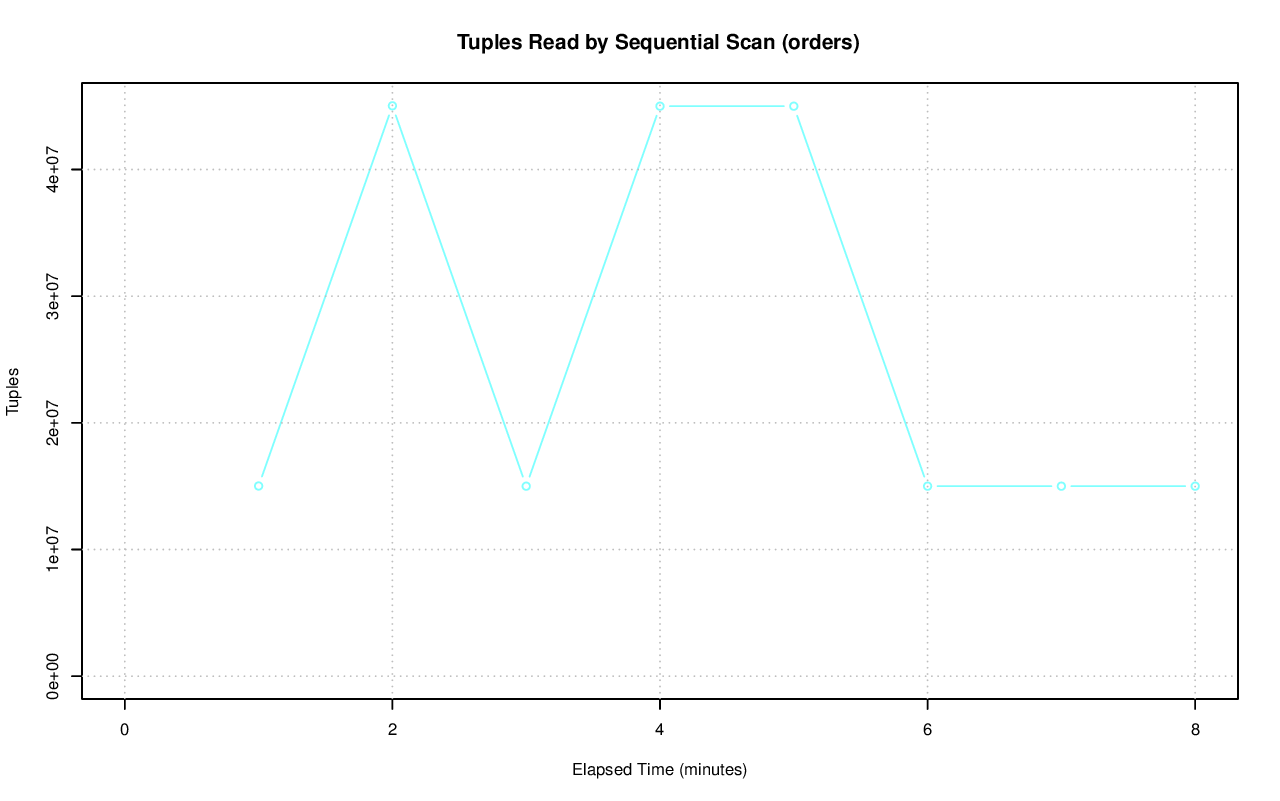 Tuples Read by Sequential Scan (orders)
4e+07
3e+07
2e+07
1e+07
0e+00
Tuples
0 2 4 6 8
Elapsed Time (minutes)